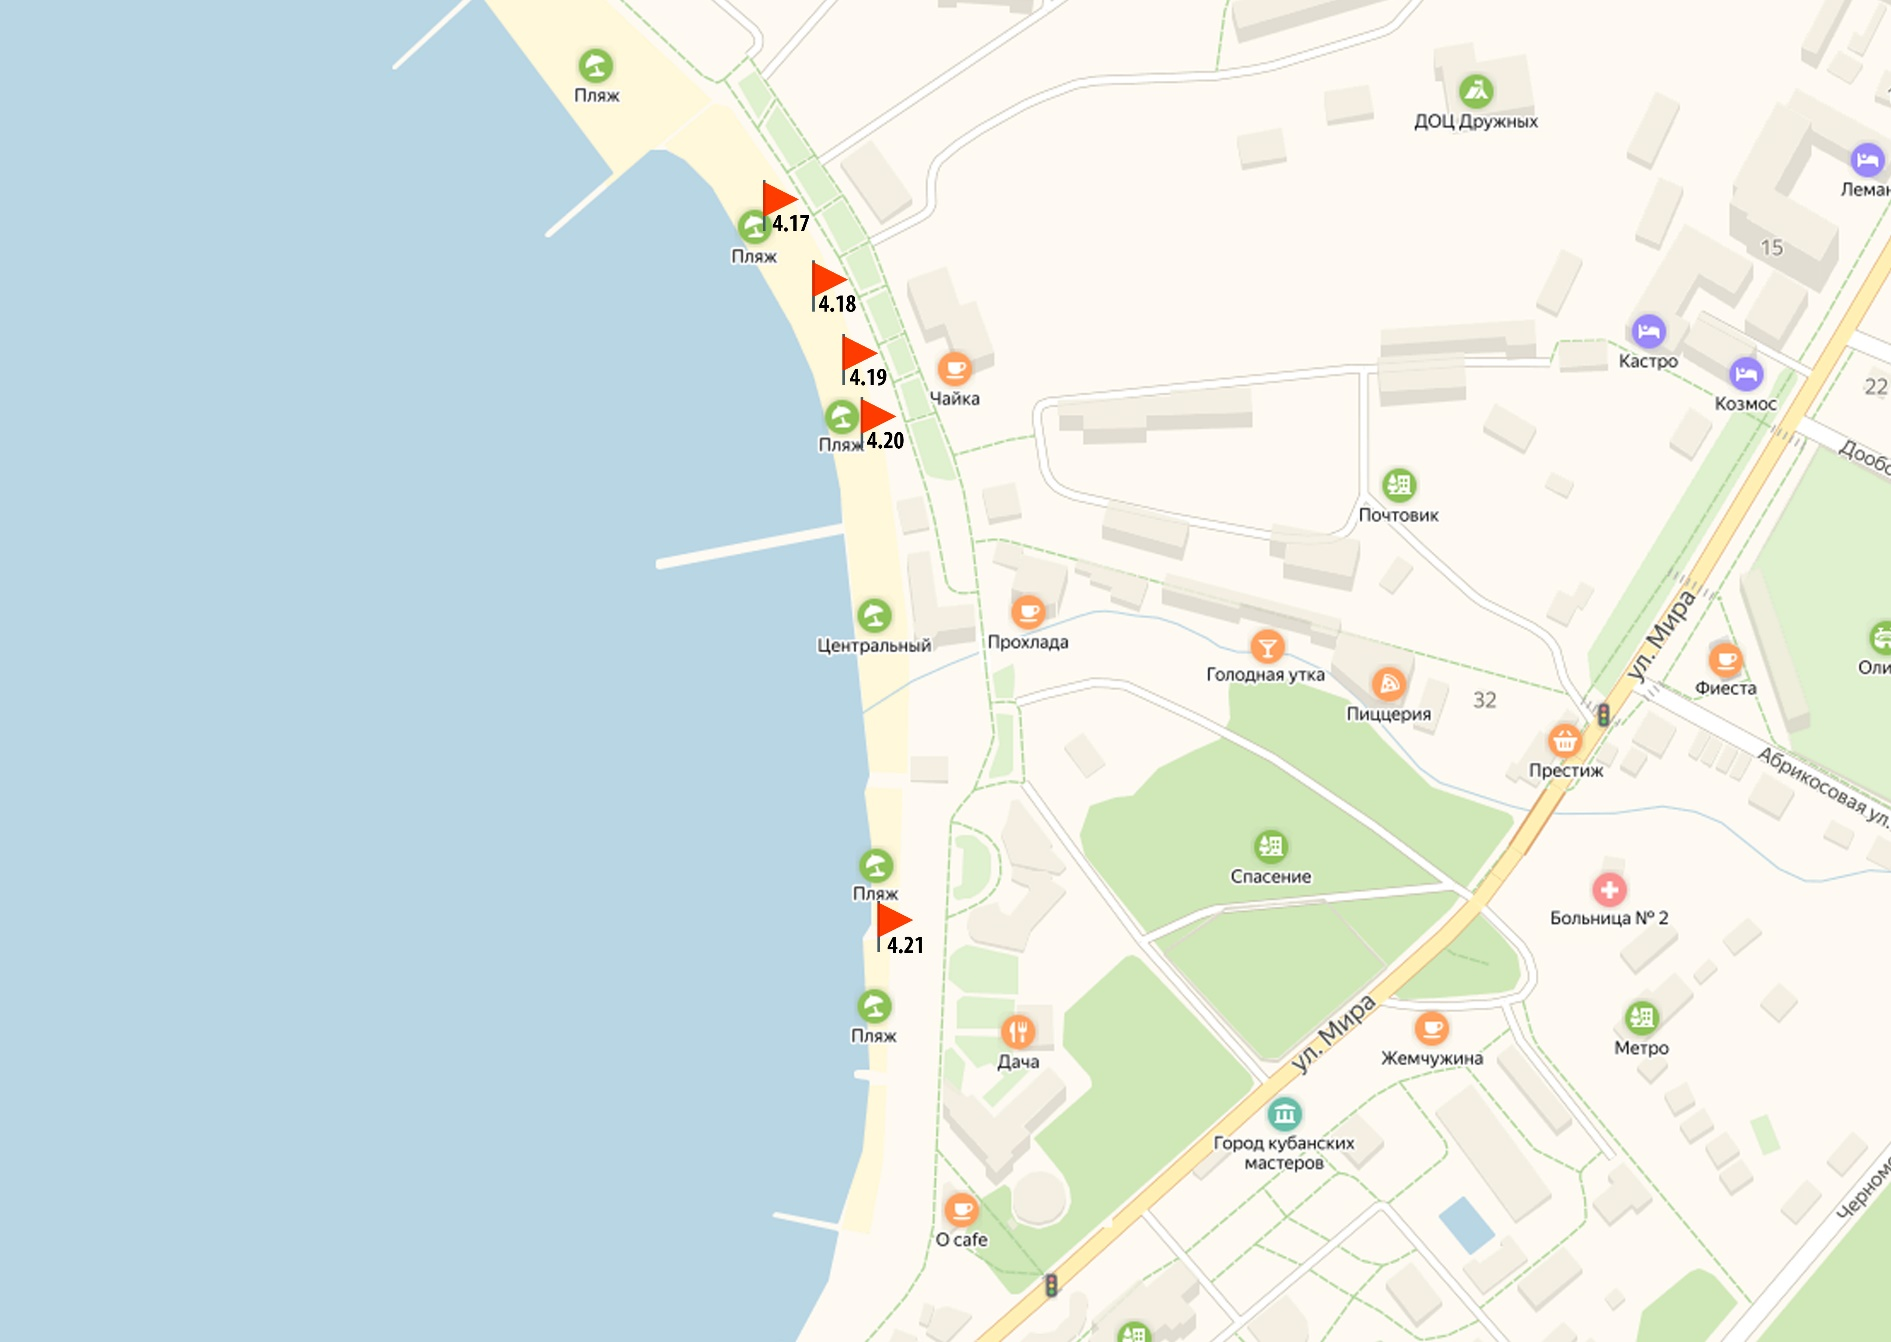 Пляж
ДОЦ Дружных
4.17
Пляж
15
4.18
Кастро
4.19
Козмос
22
Чайка
4.20
Пляж
Почтовик
ул. Мира
Центральный
Прохлада
Голодная утка
Пиццерия
32
Фиеста
Престиж
Абрикосовая ул.
Пляж
Спасение
Больница № 2
4.21
Пляж
Дача
ул. Мира
Жемчужина
Метро
Город кубанских
мастеров
O cafe